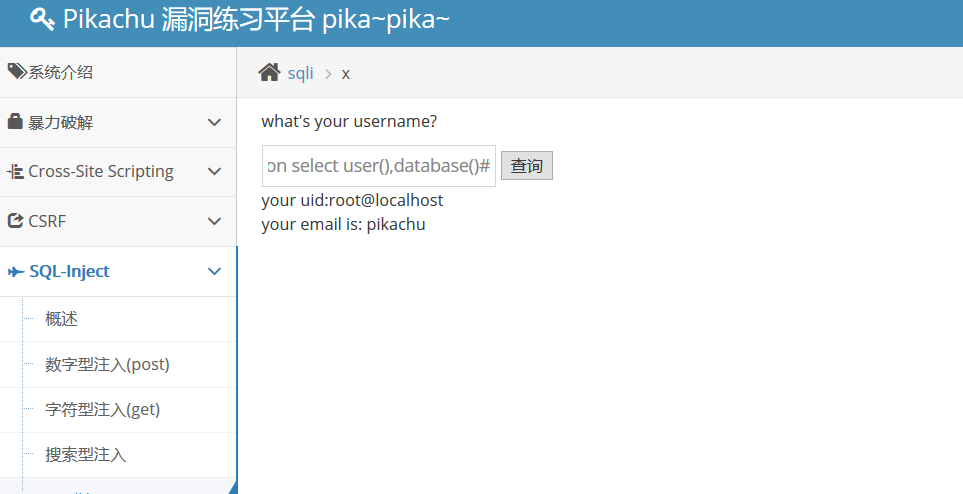 Pikachu 漏洞练习平台 pika~pika~
系统介绍
暴力破解
Cross-Site Scripting
CSRF
SQL-Inject
概述
数字型注入(post)
字符型注入(get)
搜索型注入
sqli > x
what's your username?
on select user(),database()#
查询
your uid:root@localhost
your email is: pikachu